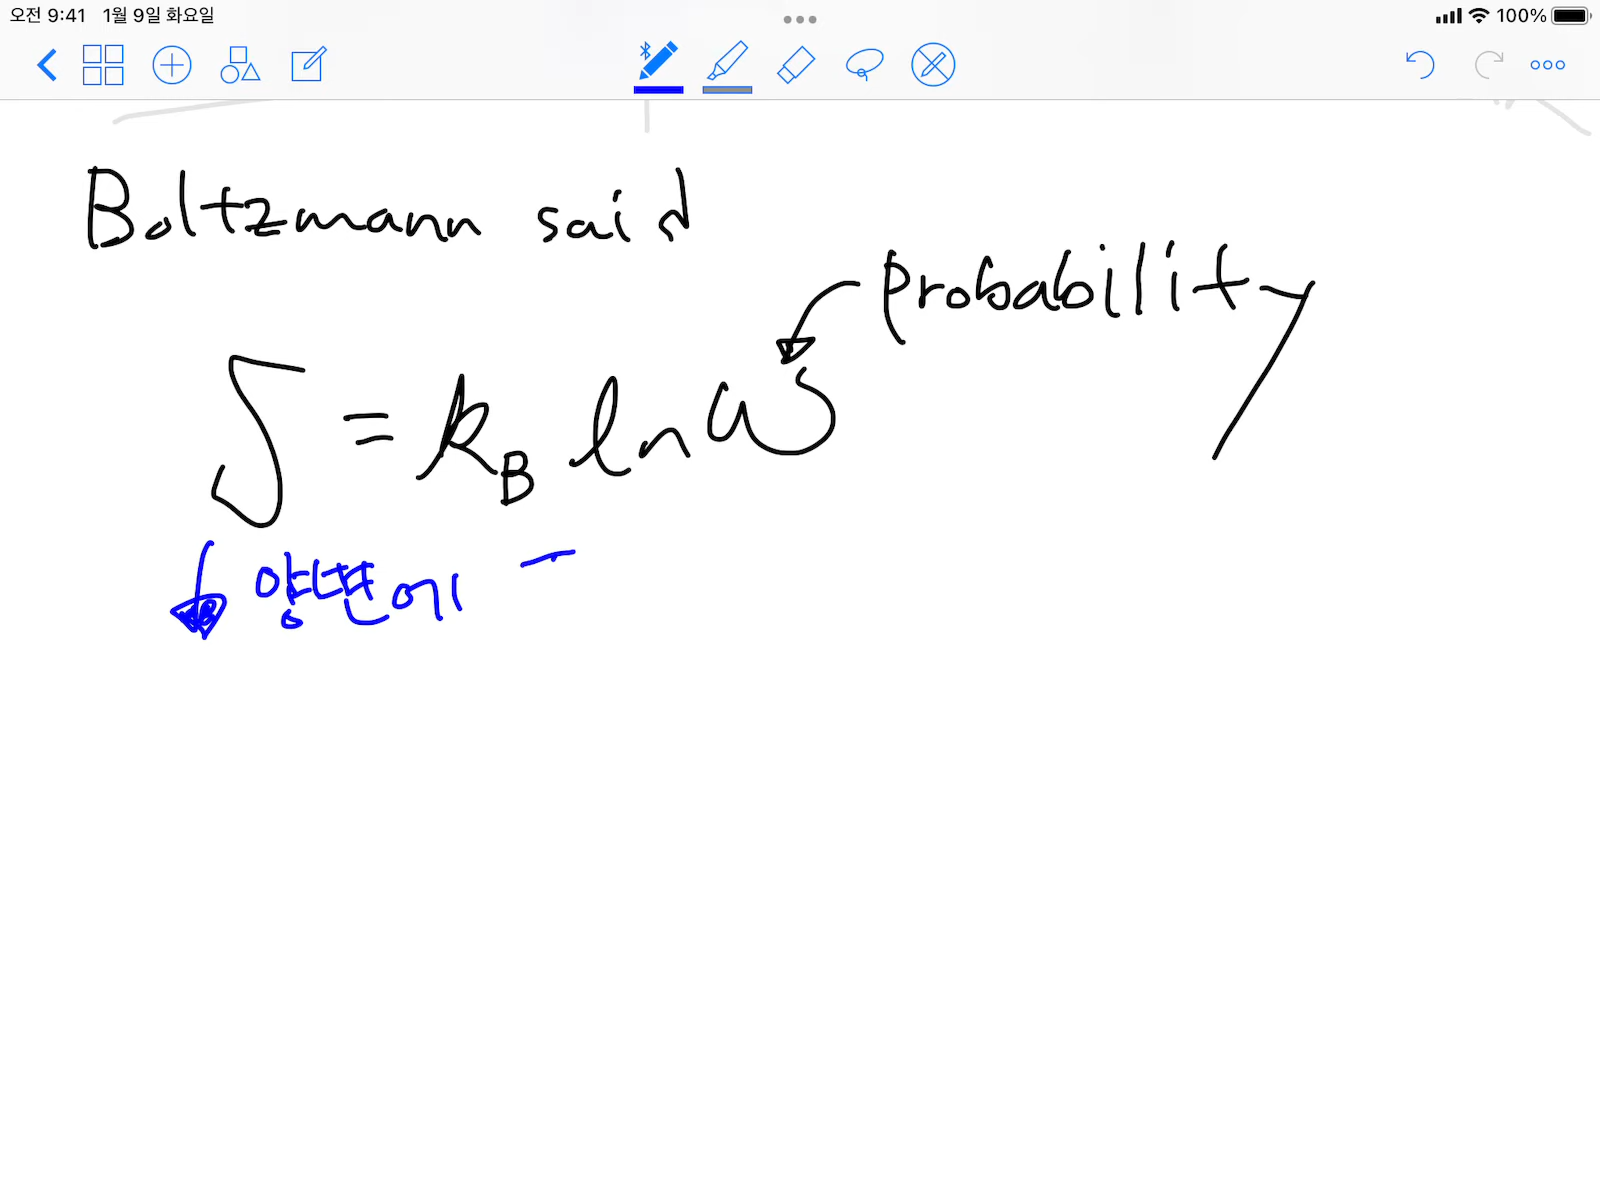 오전 9:41 1월 9일 화요일
100%
Boltzmann said
probability
S = k_B ln ω
양변에